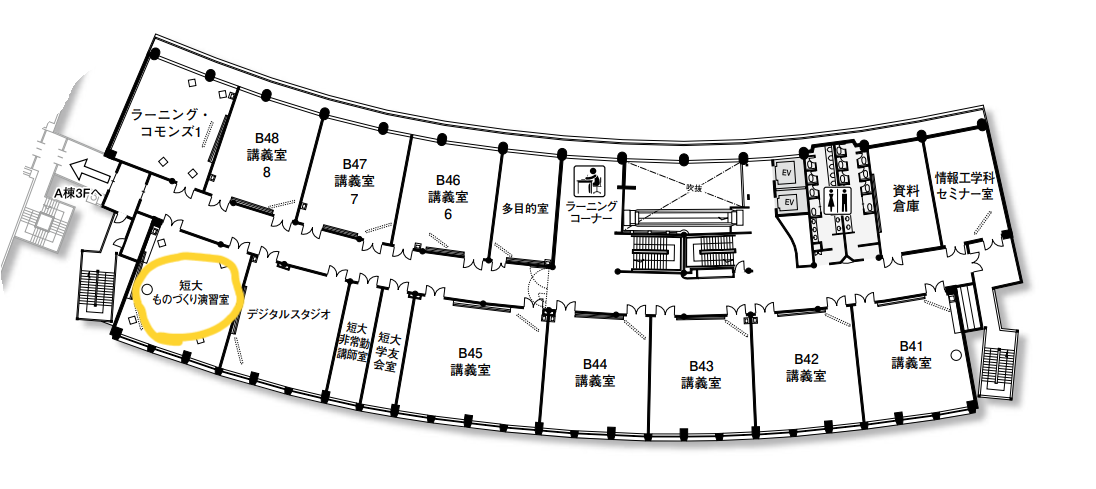 ラーニング・
コモンズ1
B48
講義室
8
B47
講義室
7
B46
講義室
6
多目的室
ラーニング
コーナー
吹抜
EV
EV
資料
倉庫
情報工学科
セミナー室
A棟3Fへ
短大
ものづくり演習室
デジタルスタジオ
短大
非常勤
講師室
短大
学友
会室
B45
講義室
B44
講義室
B43
講義室
B42
講義室
B41
講義室